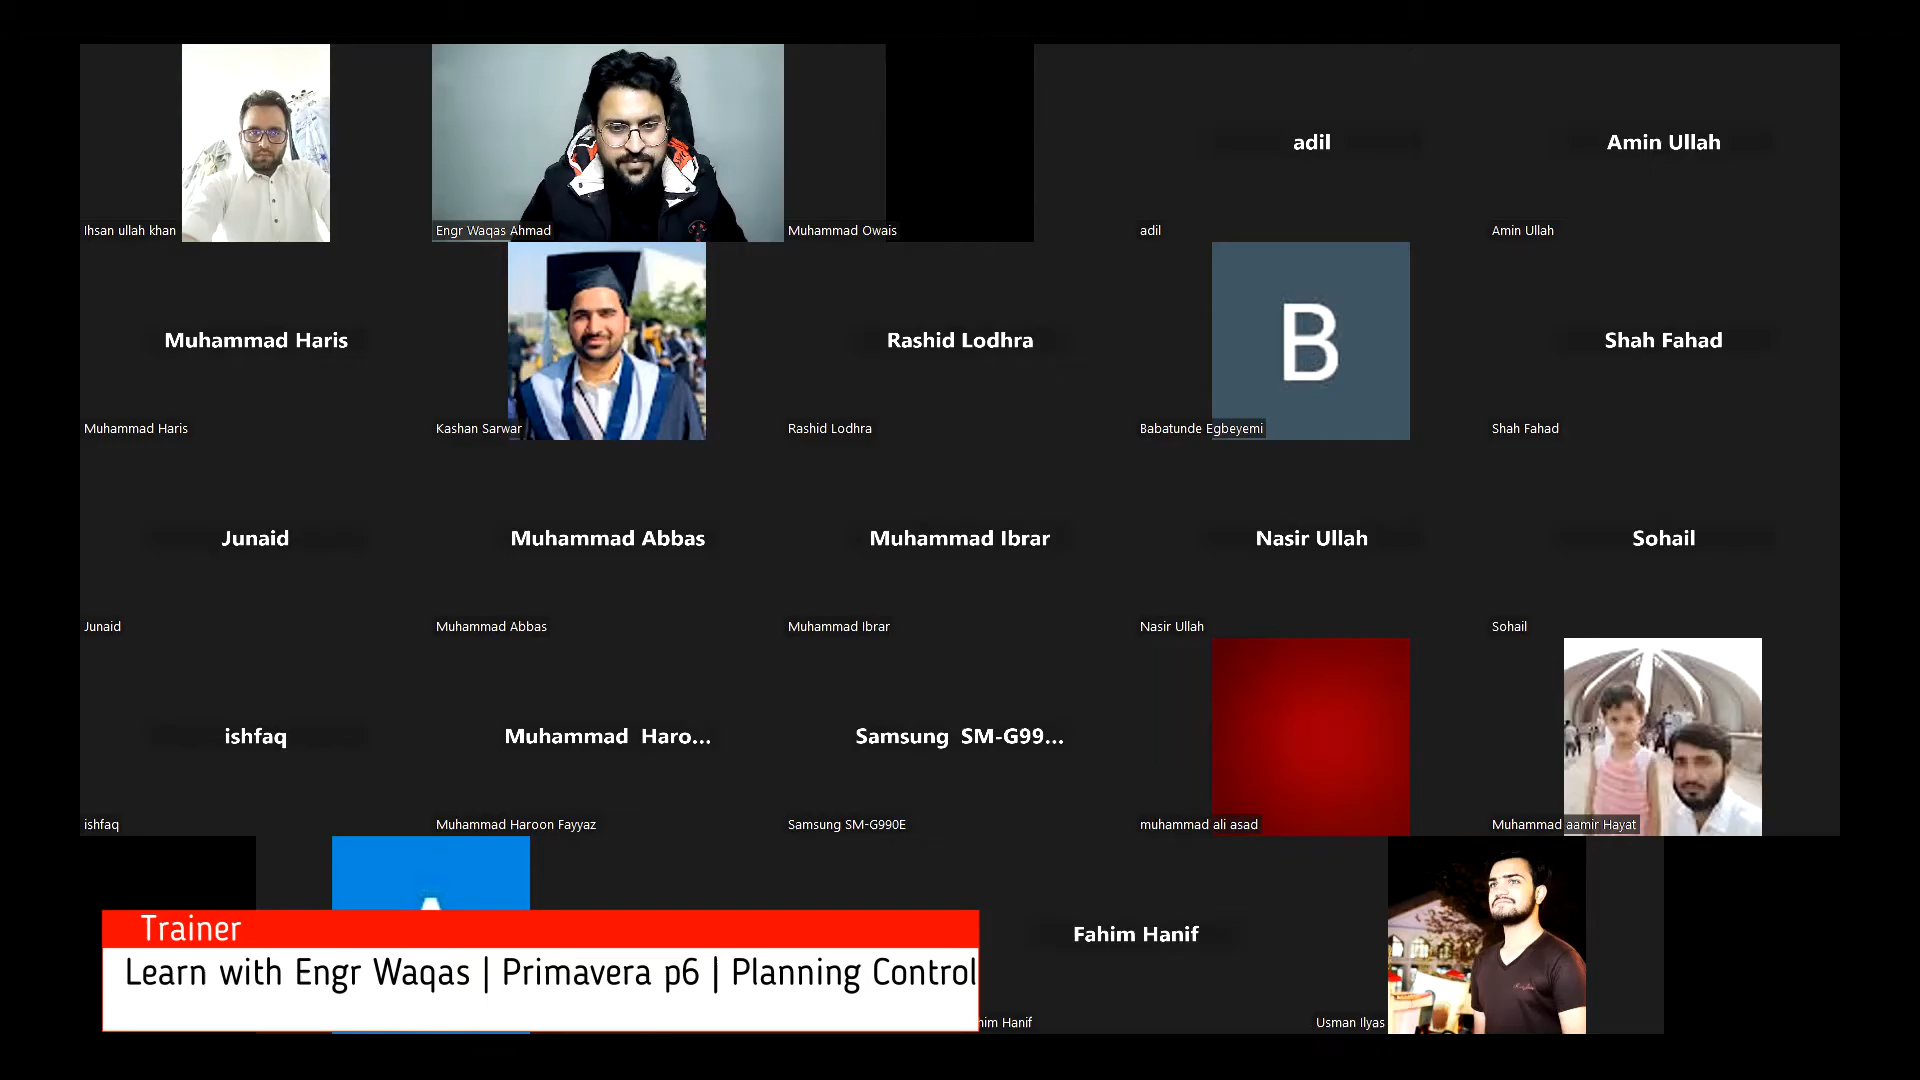 adil
Amin Ullah
Ihsan ullah khan
Engr Waqas Ahmad
Muhammad Owais
adil
Amin Ullah
Muhammad Haris
Rashid Lodhra
B
Shah Fahad
Muhammad Haris
Kashan Sarwar
Rashid Lodhra
Babatunde Egbeyemi
Shah Fahad
Junaid
Muhammad Abbas
Muhammad Ibrar
Nasir Ullah
Sohail
Junaid
Muhammad Abbas
Muhammad Ibrar
Nasir Ullah
Sohail
ishfaq
Muhammad Haro...
Samsung SM-G99...
ishfaq
Muhammad Haroon Fayyaz
Samsung SM-G990E
muhammad ali asad
Muhammad aamir Hayat
Trainer
Learn with Engr Waqas | Primavera p6 | Planning Control
Fahim Hanif
Hanif
Usman Ilyas